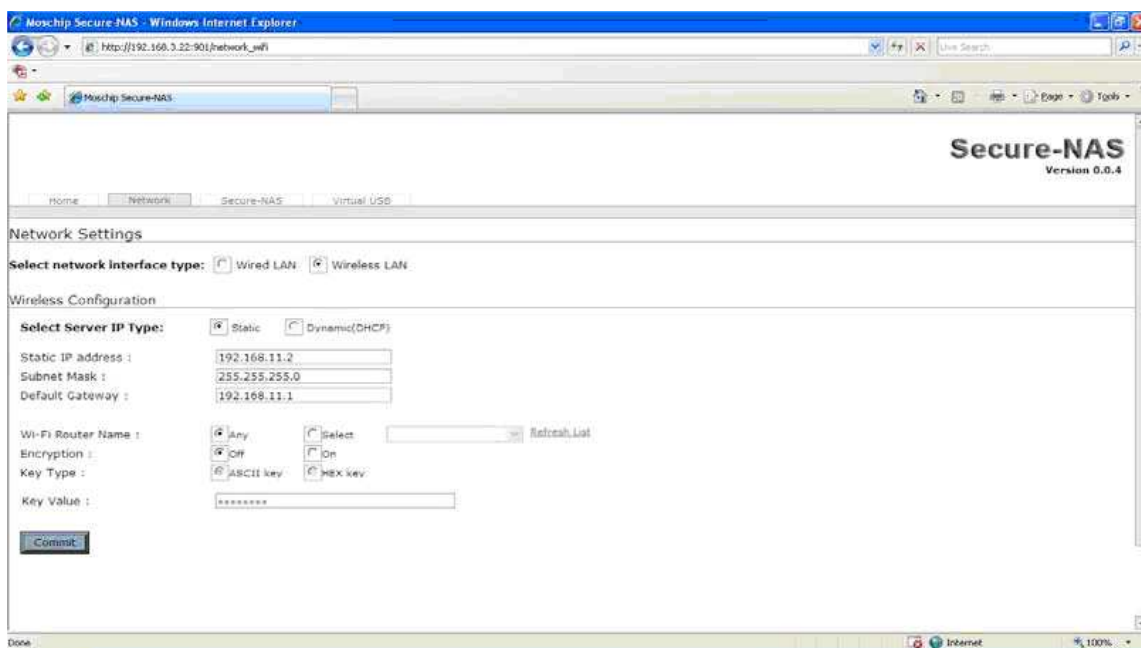 Moschip Secure-NAS - Windows Internet Explorer
http://192.168.3.22:901/network_wifi
Live Search
Moschip Secure-NAS
Page
Tools
Secure-NAS
Version 0.0.4
Home Network Secure-NAS Virtual USB
Network Settings
Select network interface type: Wired LAN Wireless LAN
Wireless Configuration
Select Server IP Type: Static Dynamic(DHCP)
Static IP address : 192.168.11.2
Subnet Mask : 255.255.255.0
Default Gateway : 192.168.11.1
Wi-Fi Router Name : Any Select Refresh List
Encryption : Off On
Key Type : ASCII key HEX key
Key Value : ********
Commit
Done Internet 100%